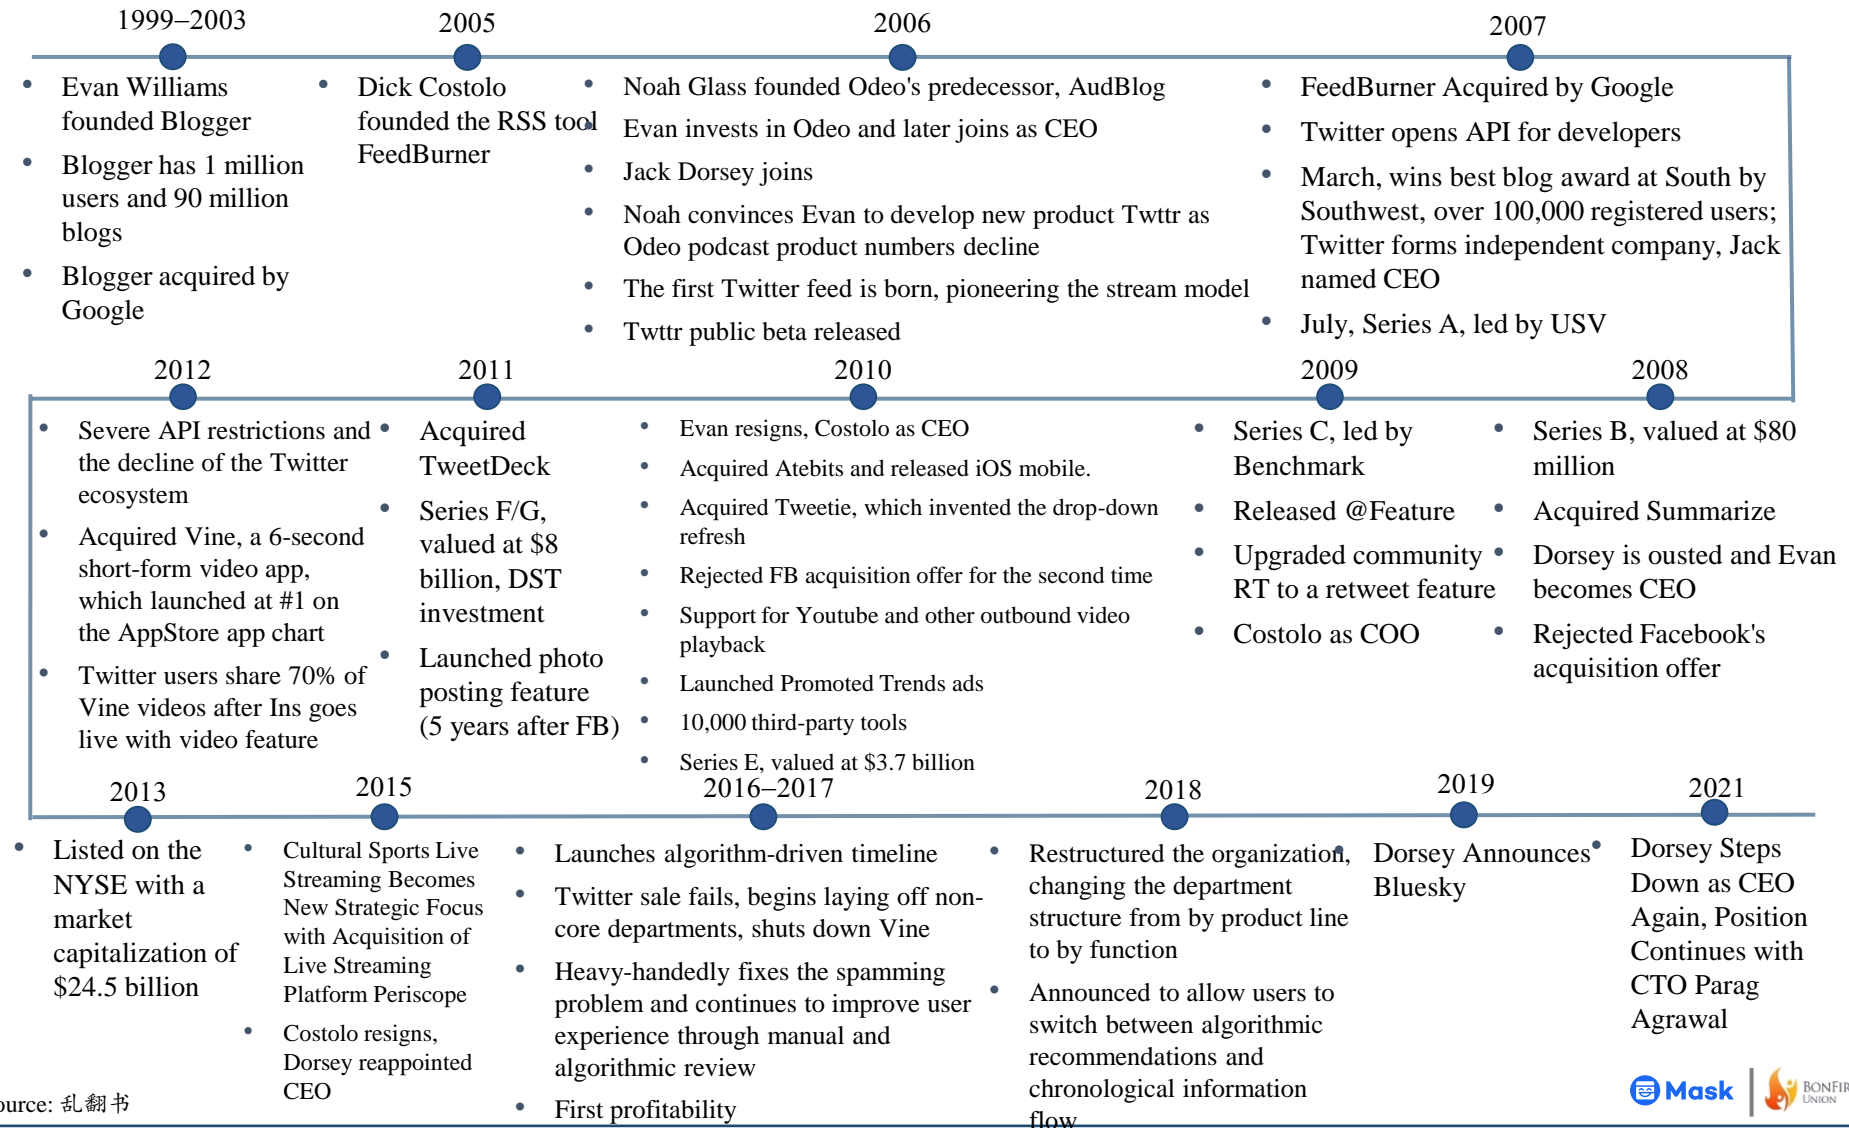 1999–2003
Evan Williams
founded Blogger
Blogger has 1 million
users and 90 million
blogs
Blogger acquired by
Google
2005
Dick Costolo
founded the RSS tool
FeedBurner
2006
Noah Glass founded Odeo's predecessor, AudBlog
Evan invests in Odeo and later joins as CEO
Jack Dorsey joins
Noah convinces Evan to develop new product Twttr as
Odeo podcast product numbers decline
The first Twitter feed is born, pioneering the stream model
Twttr public beta released
2007
FeedBurner Acquired by Google
Twitter opens API for developers
March, wins best blog award at South by
Southwest, over 100,000 registered users;
Twitter forms independent company, Jack
named CEO
July, Series A, led by USV
2012
Severe API restrictions and
the decline of the Twitter
ecosystem
Acquired Vine, a 6-second
short-form video app,
which launched at #1 on
the AppStore app chart
Twitter users share 70% of
Vine videos after Ins goes
live with video feature
2011
Acquired
TweetDeck
Series F/G,
valued at $8
billion, DST
investment
Launched photo
posting feature
(5 years after FB)
2010
Evan resigns, Costolo as CEO
Acquired Atebits and released iOS mobile.
Acquired Tweetie, which invented the drop-down
refresh
Rejected FB acquisition offer for the second time
Support for Youtube and other outbound video
playback
Launched Promoted Trends ads
10,000 third-party tools
Series E, valued at $3.7 billion
2009
Series C, led by
Benchmark
Released @Feature
Upgraded community
RT to a retweet feature
Costolo as COO
2008
Series B, valued at $80
million
Acquired Summarize
Dorsey is ousted and Evan
becomes CEO
Rejected Facebook's
acquisition offer
2013
Listed on the
NYSE with a
market
capitalization of
$24.5 billion
2015
Cultural Sports Live
Streaming Becomes
New Strategic Focus
with Acquisition of
Live Streaming
Platform Periscope
Costolo resigns,
Dorsey reappointed
CEO
2016–2017
Launches algorithm-driven timeline
Twitter sale fails, begins laying off non-
core departments, shuts down Vine
Heavy-handedly fixes the spamming
problem and continues to improve user
experience through manual and
algorithmic review
First profitability
2018
Restructured the organization,
changing the department
structure from by product line
to by function
Announced to allow users to
switch between algorithmic
recommendations and
chronological information
flow
2019
Dorsey Announces
Bluesky
2021
Dorsey Steps
Down as CEO
Again, Position
Continues with
CTO Parag
Agrawal
ource: 乱翻书
Mask
BONFIR
UNION